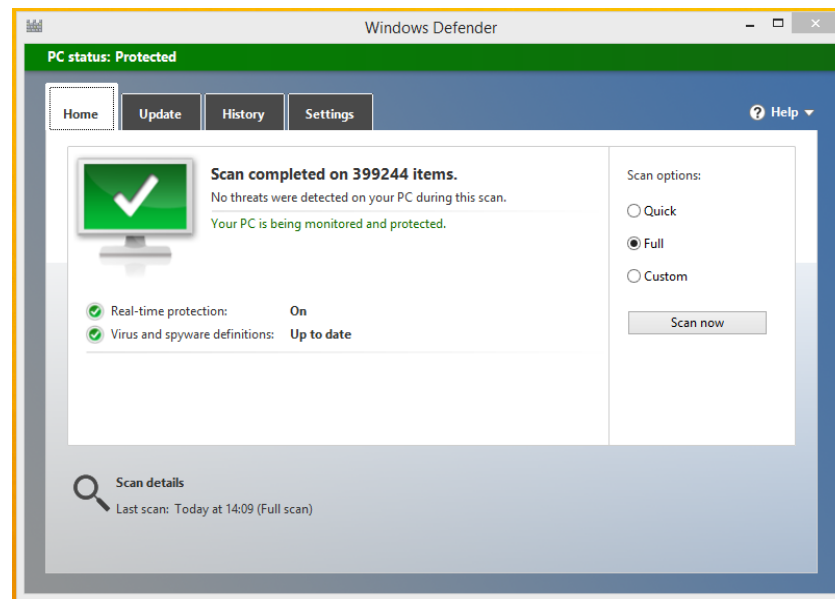 Windows Defender
PC status: Protected
Home Update History Settings Help
Scan completed on 399244 items.
No threats were detected on your PC during this scan.
Your PC is being monitored and protected.
Real-time protection: On
Virus and spyware definitions: Up to date
Scan options:
Quick
Full
Custom
Scan now
Scan details
Last scan: Today at 14:09 (Full scan)